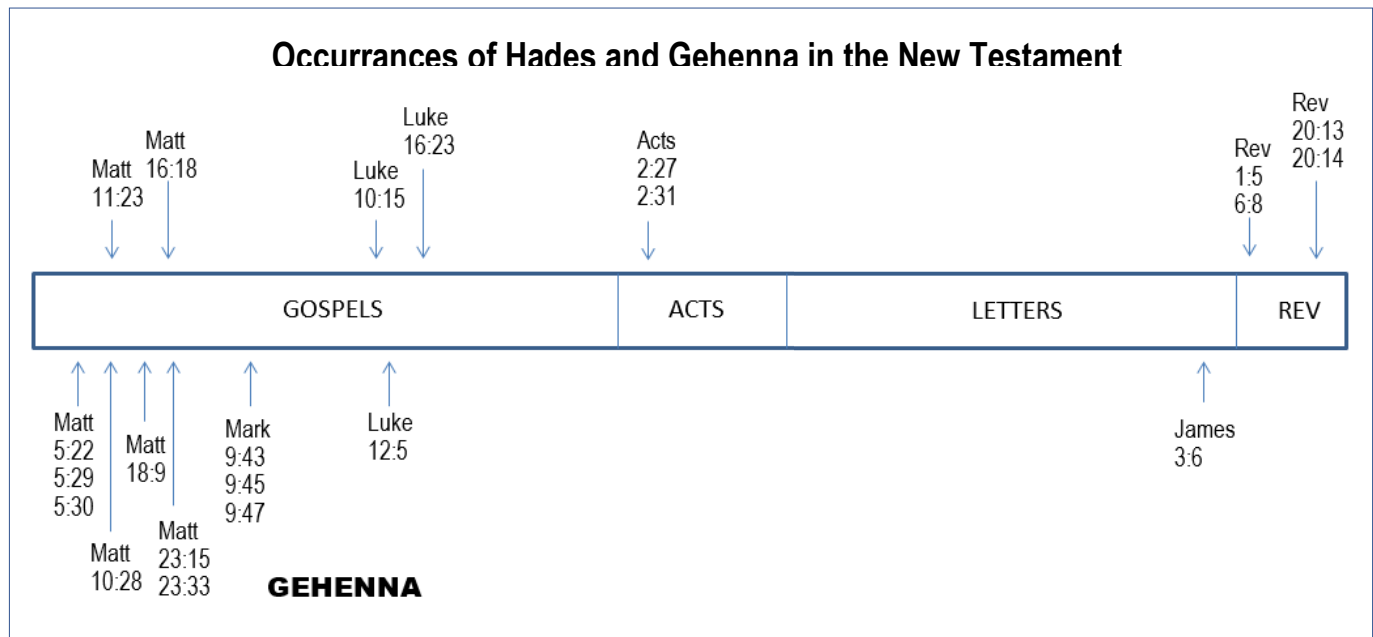 Occurrances of Hades and Gehenna in the New Testament
Matt
11:23
Matt
16:18
Luke
10:15
Luke
16:23
Acts
2:27
2:31
Rev
1:5
6:8
Rev
20:13
20:14
GOSPELS
ACTS
LETTERS
REV
Matt
5:22
5:29
5:30
Matt
10:28
Matt
18:9
Matt
23:15
23:33
Mark
9:43
9:45
9:47
Luke
12:5
James
3:6
GEHENNA